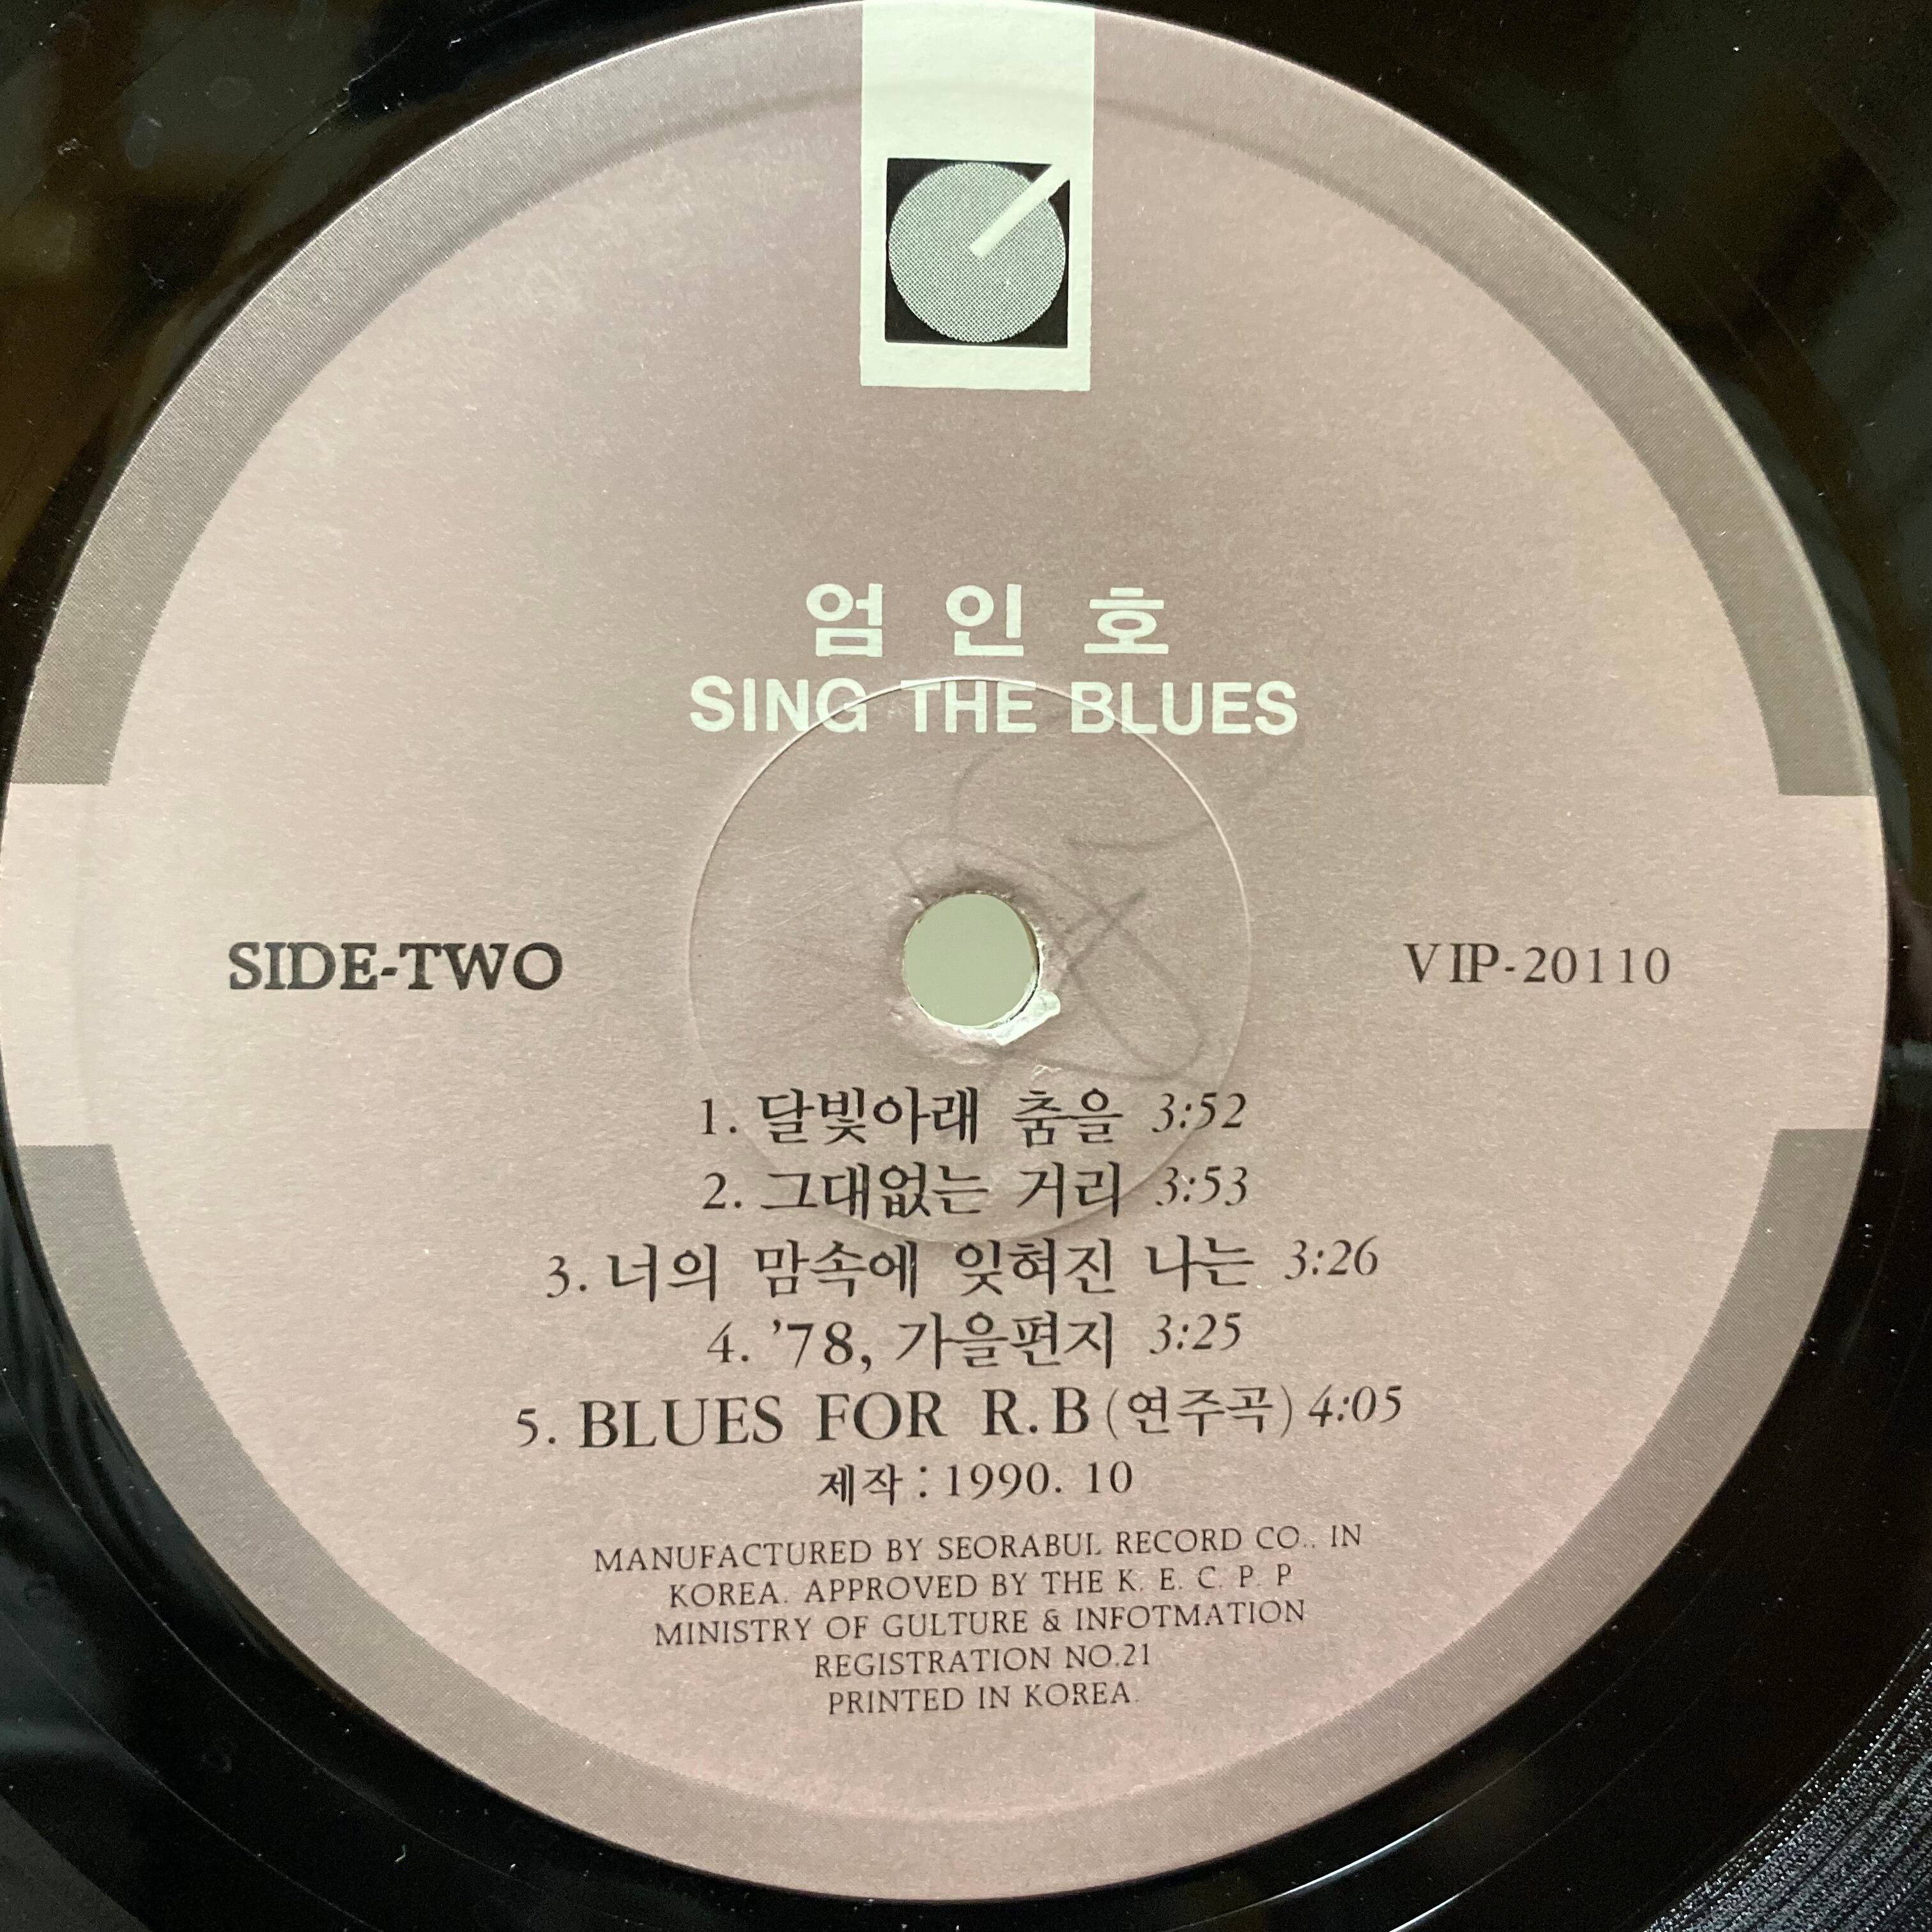 엄 인 호
SING THE BLUES
SIDE-TWO
VIP-20110
1. 달빛아래 춤을 3:52
2. 그대없는 거리 3:53
3. 너의 맘속에 잊혀진 나는 3:26
4. ’78, 가을편지 3:25
5. BLUES FOR R.B (연주곡) 4:05
제작 : 1990. 10
MANUFACTURED BY SEORABUL RECORD CO., IN
KOREA. APPROVED BY THE K. E. C. P. P
MINISTRY OF GULTURE & INFOTMATION
REGISTRATION NO.21
PRINTED IN KOREA.